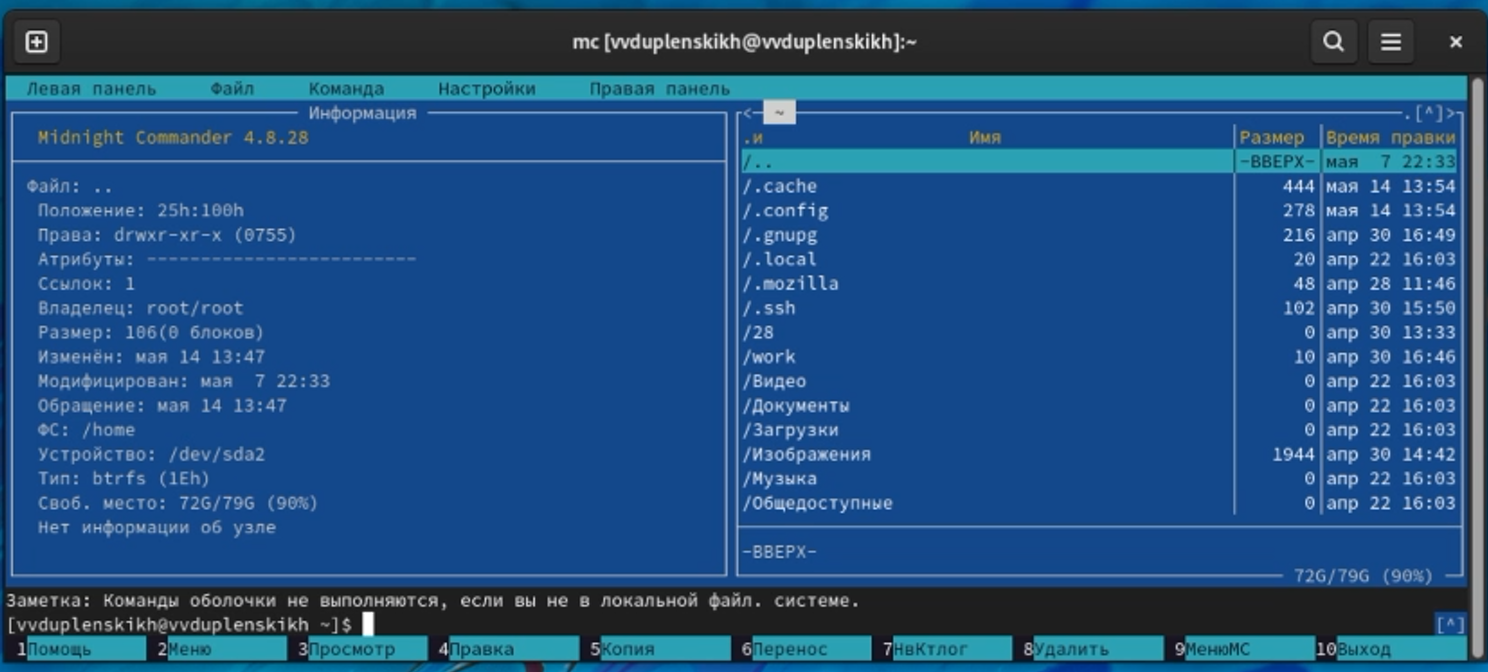 mc [vvduplenskikh@vvduplenskikh]:~
Левая панель Файл Команда Настройки Правая панель
Информация
Midnight Commander 4.8.28
Файл: ..
Положение: 25h:100h
Права: drwxr-xr-x (0755)
Атрибуты: -------------------------
Ссылок: 1
Владелец: root/root
Размер: 106(0 блоков)
Изменён: мая 14 13:47
Модифицирован: мая  7 22:33
Обращение: мая 14 13:47
ФС: /home
Устройство: /dev/sda2
Тип: btrfs (1Eh)
Своб. место: 72G/79G (90%)
Нет информации об узле
<- ~ .[^]>
.и Имя Размер Время правки
/.. -ВВЕРХ- мая  7 22:33
/.cache 444 мая 14 13:54
/.config 278 мая 14 13:54
/.gnupg 216 апр 30 16:49
/.local 20 апр 22 16:03
/.mozilla 48 апр 28 11:46
/.ssh 102 апр 30 15:50
/28 0 апр 30 13:33
/work 10 апр 30 16:46
/Видео 0 апр 22 16:03
/Документы 0 апр 22 16:03
/Загрузки 0 апр 22 16:03
/Изображения 1944 апр 30 14:42
/Музыка 0 апр 22 16:03
/Общедоступные 0 апр 22 16:03
-ВВЕРХ-
72G/79G (90%)
Заметка: Команды оболочки не выполняются, если вы не в локальной файл. системе.
[vvduplenskikh@vvduplenskikh ~]$ [^]
1Помощь 2Меню 3Просмотр 4Правка 5Копия 6Перенос 7НвКтлог 8Удалить 9МенюМС 10Выход